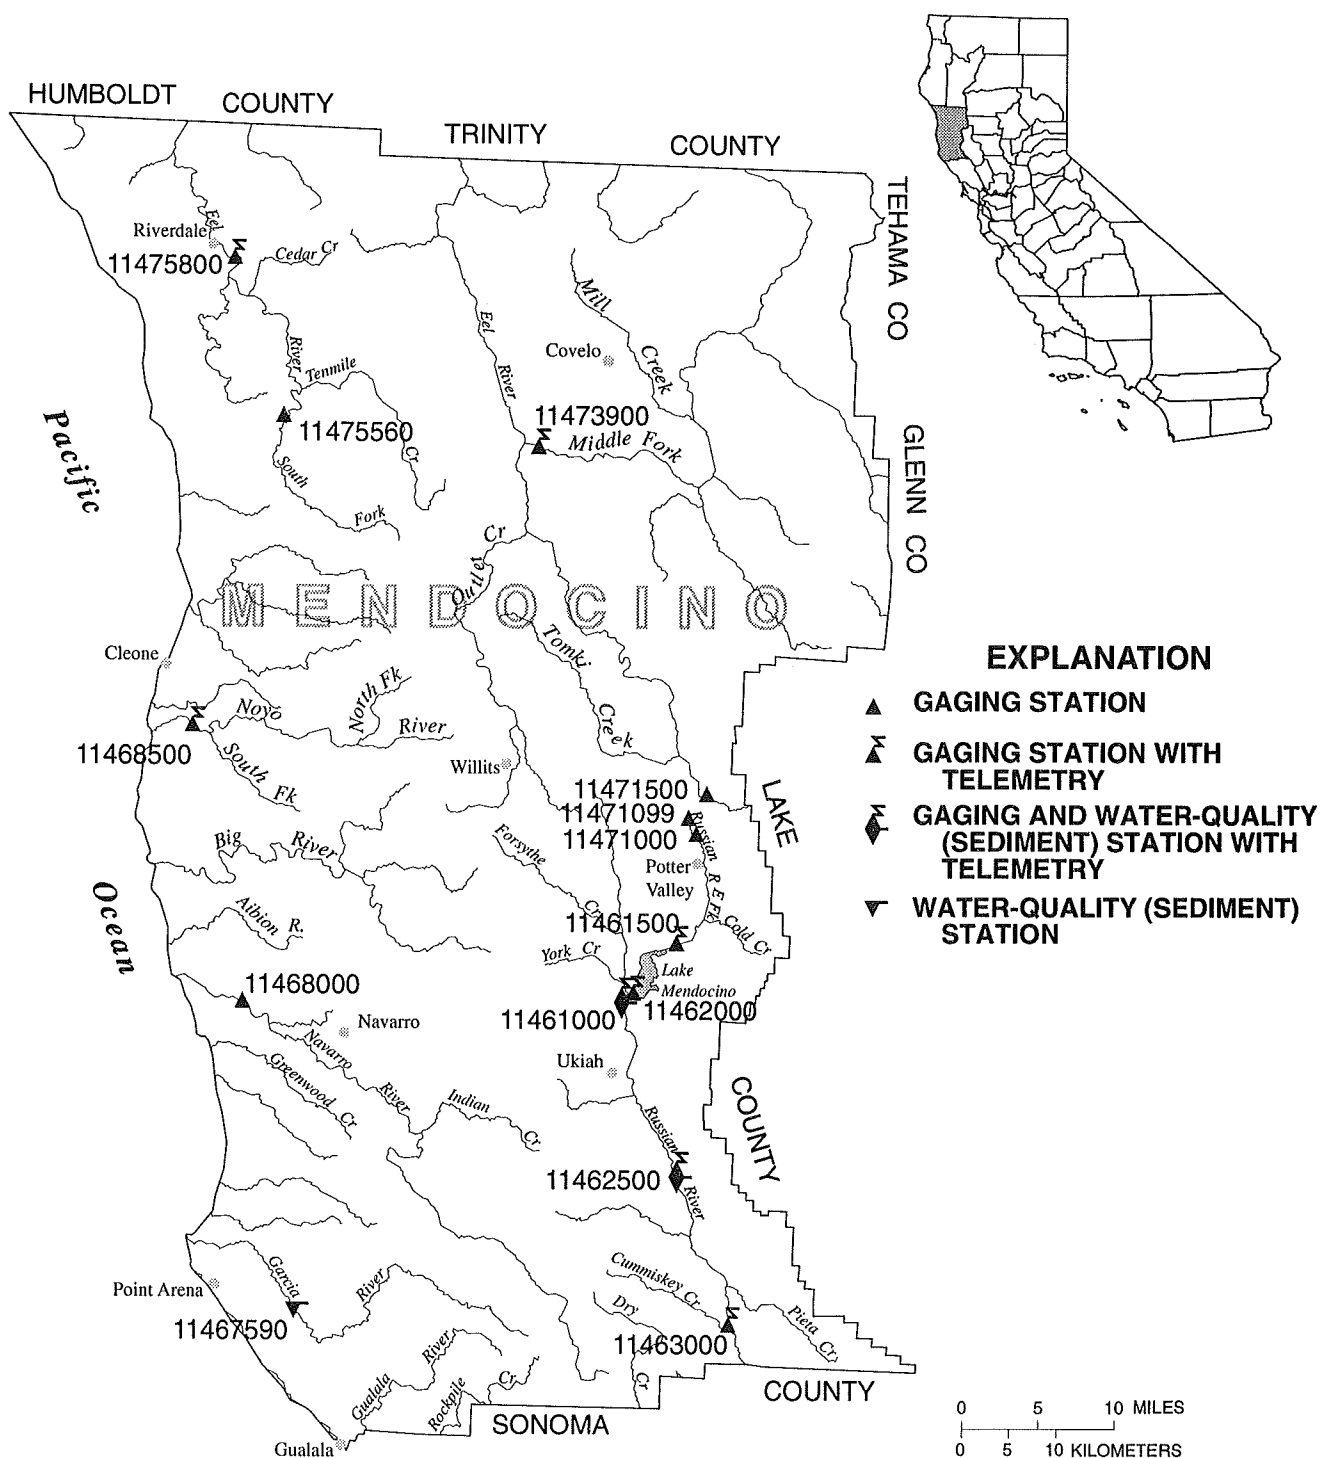 HUMBOLDT COUNTY
TRINITY COUNTY
TEHAMA CO
GLENN CO
LAKE
COUNTY
SONOMA
COUNTY
Pacific
Ocean
MENDOCINO
Riverdale
Eel
11475800
Cedar Cr
River
Tenmile
Cr
11475560
South
Fork
Eel
River
Mill
Creek
Covelo
11473900
Middle Fork
Outlet
Cr
Tomki
Creek
Cleone
Noyo
River
North Fk
11468500
South Fk
Willits
11471500
11471099
11471000
Russian R E Fk
Potter
Valley
Forsythe
Cr
Big
River
Albion R.
11461500
Cold Cr
York Cr
Lake
Mendocino
11462000
11461000
11468000
Navarro
Navarro
River
Greenwood Cr
Indian
Cr
Ukiah
Russian
River
11462500
Point Arena
Garcia
River
11467590
Cummiskey Cr
Dry
Cr
11463000
Pieta
Cr
Gualala
River
Rockpile
Cr
Gualala
EXPLANATION
GAGING STATION
GAGING STATION WITH
TELEMETRY
GAGING AND WATER-QUALITY
(SEDIMENT) STATION WITH
TELEMETRY
WATER-QUALITY (SEDIMENT)
STATION
0 5 10 MILES
0 5 10 KILOMETERS